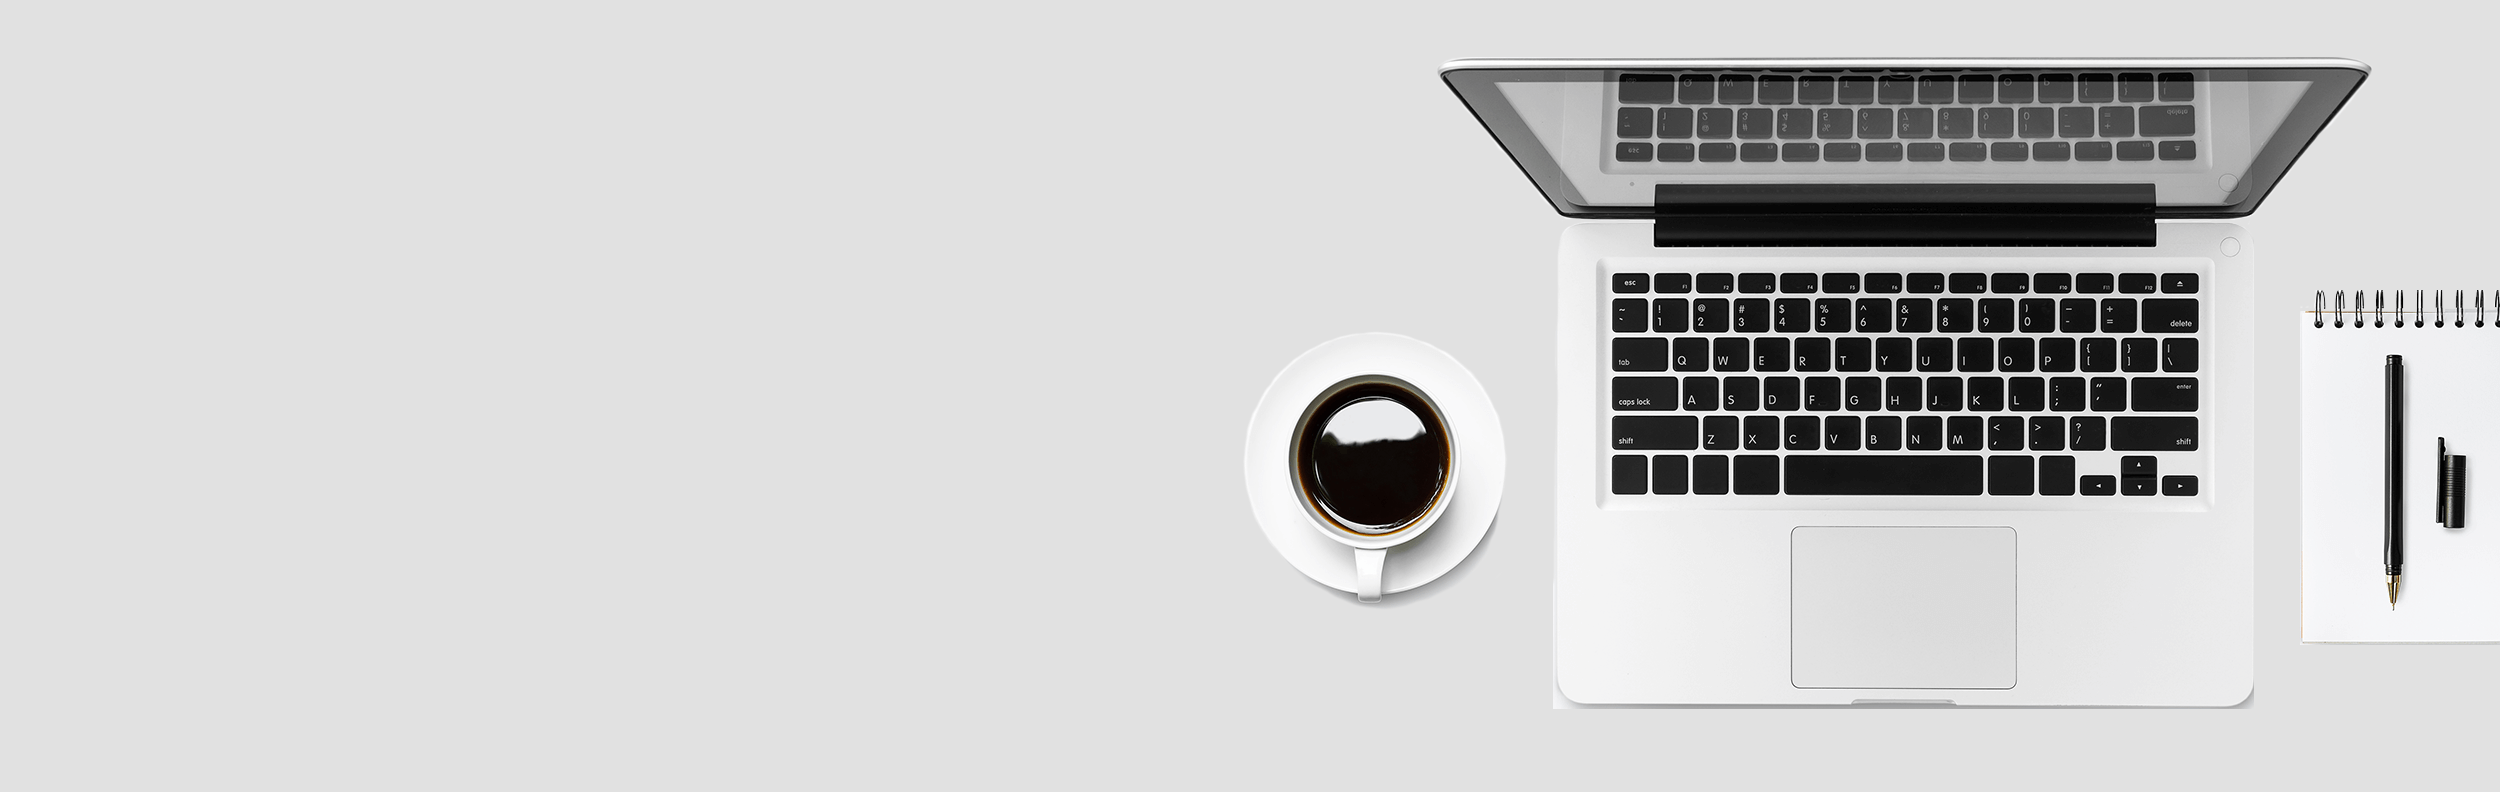 esc F1 F2 F3 F4 F5 F6 F7 F8 F9 F10 F11 F12
~ ! @ # $ % ^ & * ( ) − +
` 1 2 3 4 5 6 7 8 9 0 - = delete
tab Q W E R T Y U I O P { [ } ] | \
caps lock A S D F G H J K L : ; " ' enter
shift Z X C V B N M < , > . ? / shift